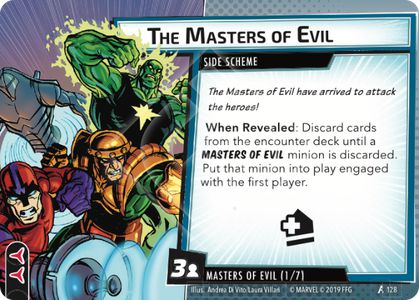 THE MASTERS OF EVIL
SIDE SCHEME
The Masters of Evil have arrived to attack
the heroes!
When Revealed: Discard cards
from the encounter deck until a
MASTERS OF EVIL minion is discarded.
Put that minion into play engaged
with the first player.
3
MASTERS OF EVIL (1/7)
Illus. Andrea Di Vito/Laura Villari
© MARVEL © 2019 FFG
128